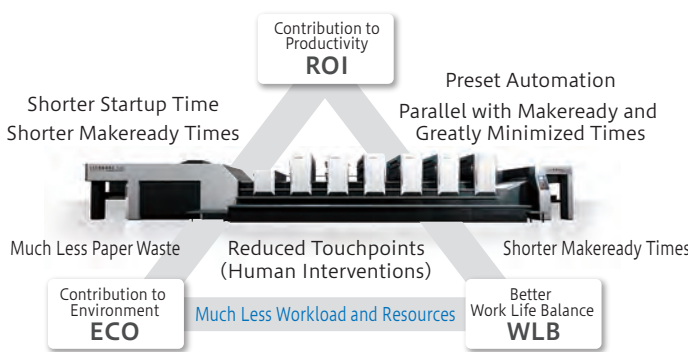 Contribution to
Productivity
ROI
Preset Automation
Shorter Startup Time
Parallel with Makeready and
Shorter Makeready Times
Greatly Minimized Times
Much Less Paper Waste
Reduced Touchpoints
Shorter Makeready Times
(Human Interventions)
Contribution to
Environment
ECO
Much Less Workload and Resources
Better
Work Life Balance
WLB